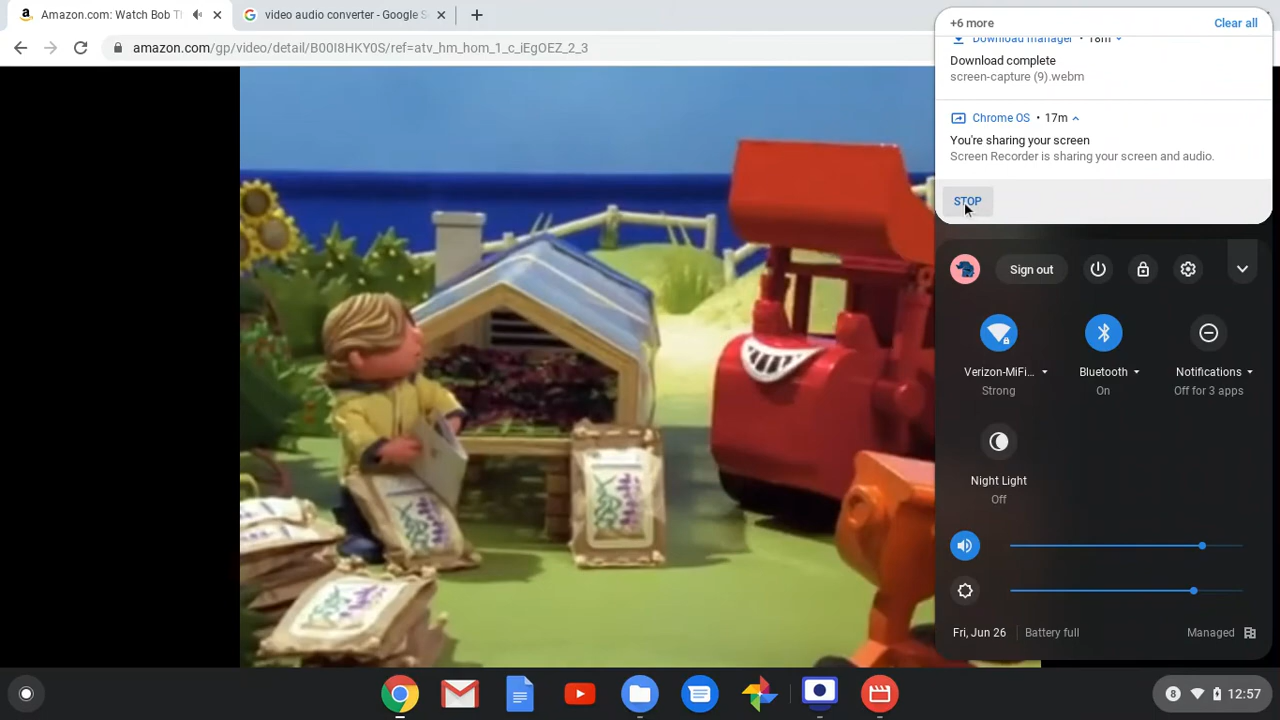 Amazon.com: Watch Bob T
video audio converter - Google S
amazon.com/gp/video/detail/B00I8HKY0S/ref=atv_hm_hom_1_c_iEgOEZ_2_3
+6 more
Clear all
Download manager • 18m
Download complete
screen-capture (9).webm
Chrome OS • 17m
You're sharing your screen
Screen Recorder is sharing your screen and audio.
STOP
Sign out
Verizon-MiFi...
Strong
Bluetooth
On
Notifications
Off for 3 apps
Night Light
Off
Fri, Jun 26
Battery full
Managed
8
12:57